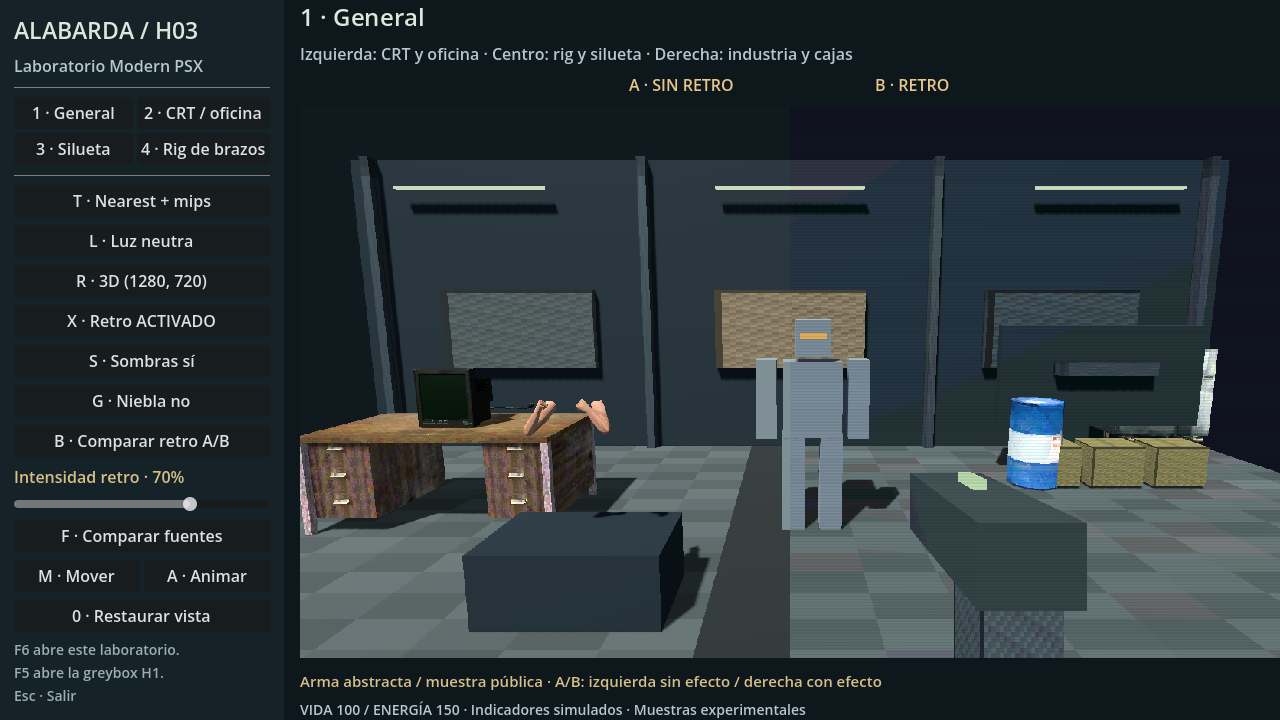 ALABARDA / H03
Laboratorio Modern PSX
1 · General
2 · CRT / oficina
3 · Silueta
4 · Rig de brazos
T · Nearest + mips
L · Luz neutra
R · 3D (1280, 720)
X · Retro ACTIVADO
S · Sombras sí
G · Niebla no
B · Comparar retro A/B
Intensidad retro · 70%
F · Comparar fuentes
M · Mover
A · Animar
0 · Restaurar vista
F6 abre este laboratorio.
F5 abre la greybox H1.
Esc · Salir
1 · General
Izquierda: CRT y oficina · Centro: rig y silueta · Derecha: industria y cajas
A · SIN RETRO
B · RETRO
Arma abstracta / muestra pública · A/B: izquierda sin efecto / derecha con efecto
VIDA 100 / ENERGÍA 150 · Indicadores simulados · Muestras experimentales